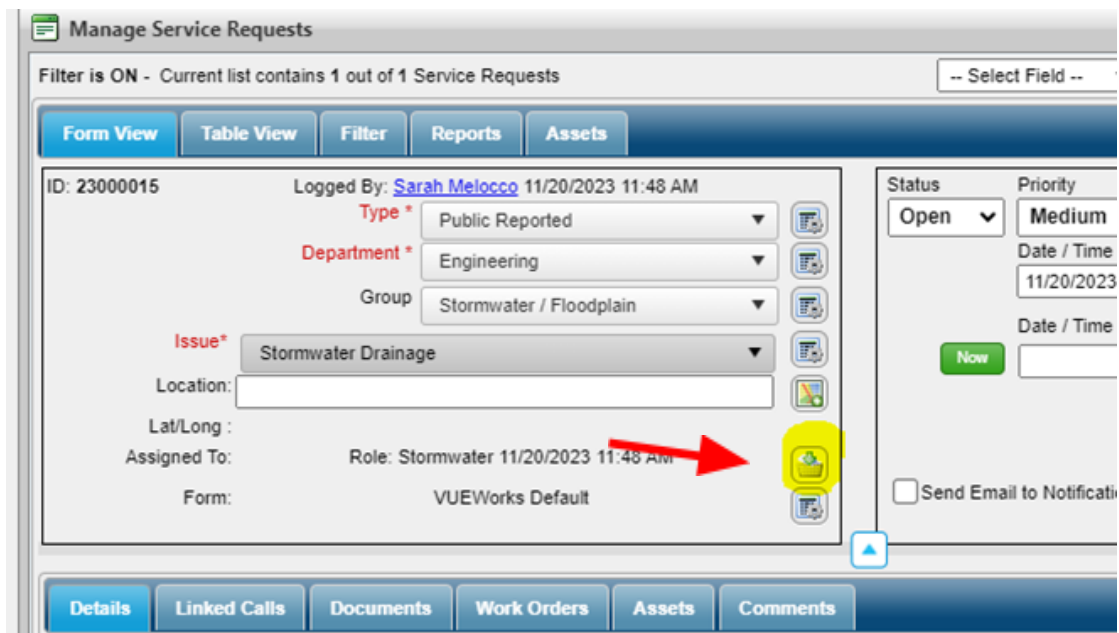 Manage Service Requests
Filter is ON - Current list contains 1 out of 1 Service Requests
-- Select Field --
Form View
Table View
Filter
Reports
Assets
ID: 23000015
Logged By: Sarah Melocco 11/20/2023 11:48 AM
Type *
Public Reported
Department *
Engineering
Group
Stormwater / Floodplain
Issue*
Stormwater Drainage
Location:
Lat/Long :
Assigned To:
Role: Stormwater 11/20/2023 11:48 AM
Form:
VUEWorks Default
Status
Priority
Open
Medium
Date / Time
11/20/2023
Date / Time
Now
Send Email to
Details
Linked Calls
Documents
Work Orders
Assets
Comments